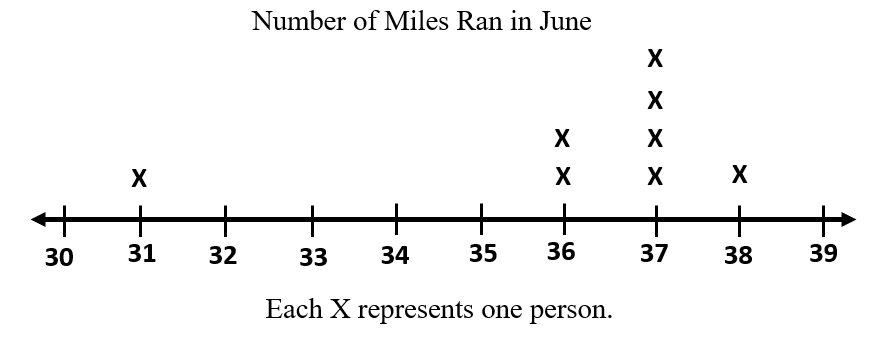 Number of Miles Ran in June
X
X
X X
X X X X
30 31 32 33 34 35 36 37 38 39
Each X represents one person.